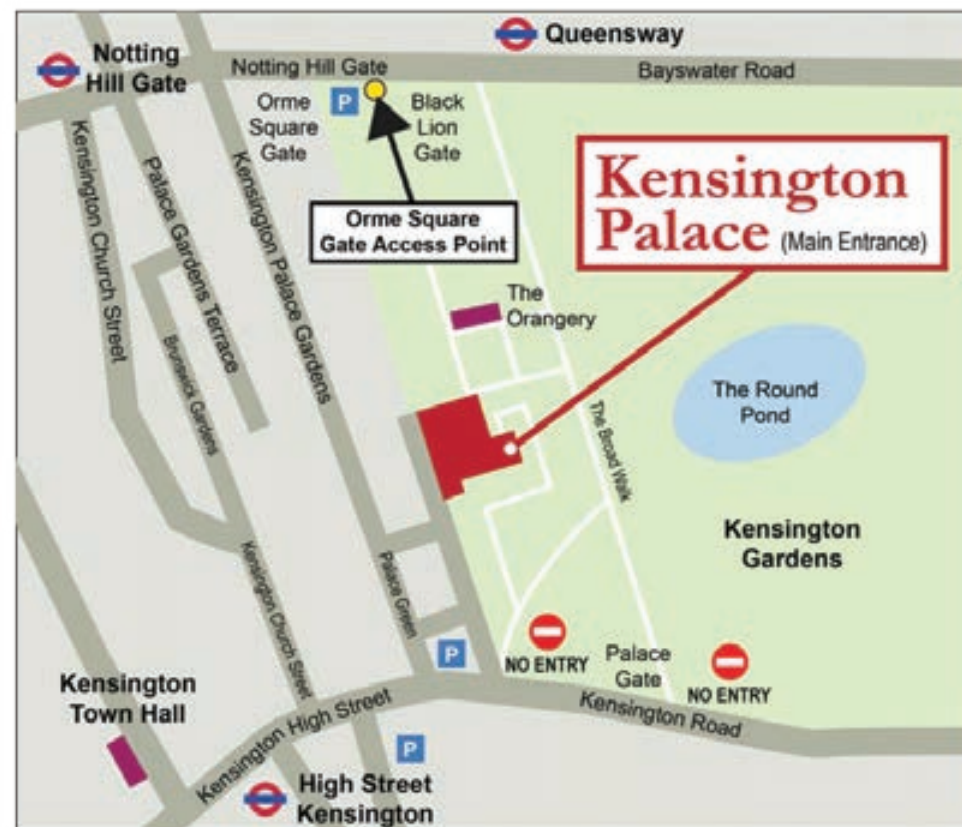 Notting
Hill Gate
Queensway
Notting Hill Gate
Bayswater Road
P
Orme
Square
Gate
Black
Lion
Gate
Kensington
Palace (Main Entrance)
Orme Square
Gate Access Point
Kensington Church Street
Palace Gardens Terrace
Kensington Palace Gardens
Brunswick Gardens
The
Orangery
The Round
Pond
The Broad Walk
Kensington
Gardens
Kensington Church Street
Palace Green
P
NO ENTRY
Palace
Gate
NO ENTRY
Kensington
Town Hall
Kensington High Street
Kensington Road
P
High Street
Kensington